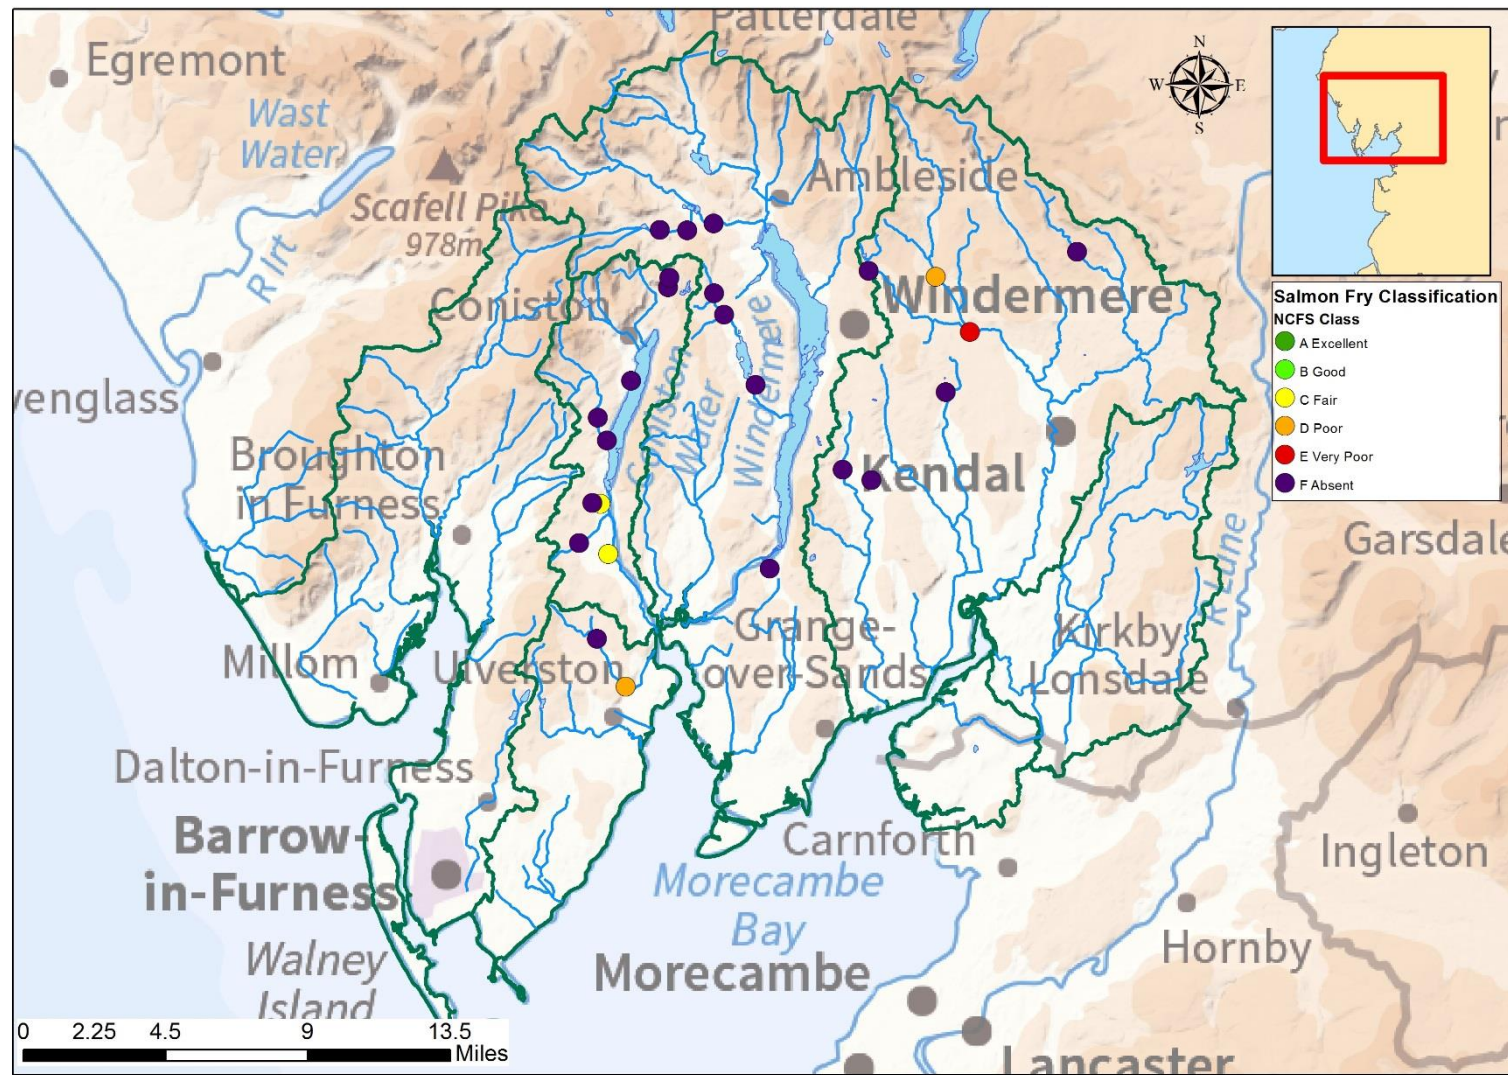 Patterdale
Egremont
N
W
E
S
Wast
Water
Ambleside
Scafell Pike
978m
R Irt
Windermere
Coniston
Salmon Fry Classification
NCFS Class
A Excellent
B Good
C Fair
D Poor
E Very Poor
F Absent
Coniston
Water
Windermere
venglass
Broughton
in Furness
Kendal
Garsdale
R Lune
Millom
Ulverston
Grange-
over-Sands
Kirkby
Lonsdale
Dalton-in-Furness
Barrow-
in-Furness
Carnforth
Ingleton
Morecambe
Bay
Hornby
Walney
Island
Morecambe
Lancaster
0 2.25 4.5 9 13.5
Miles